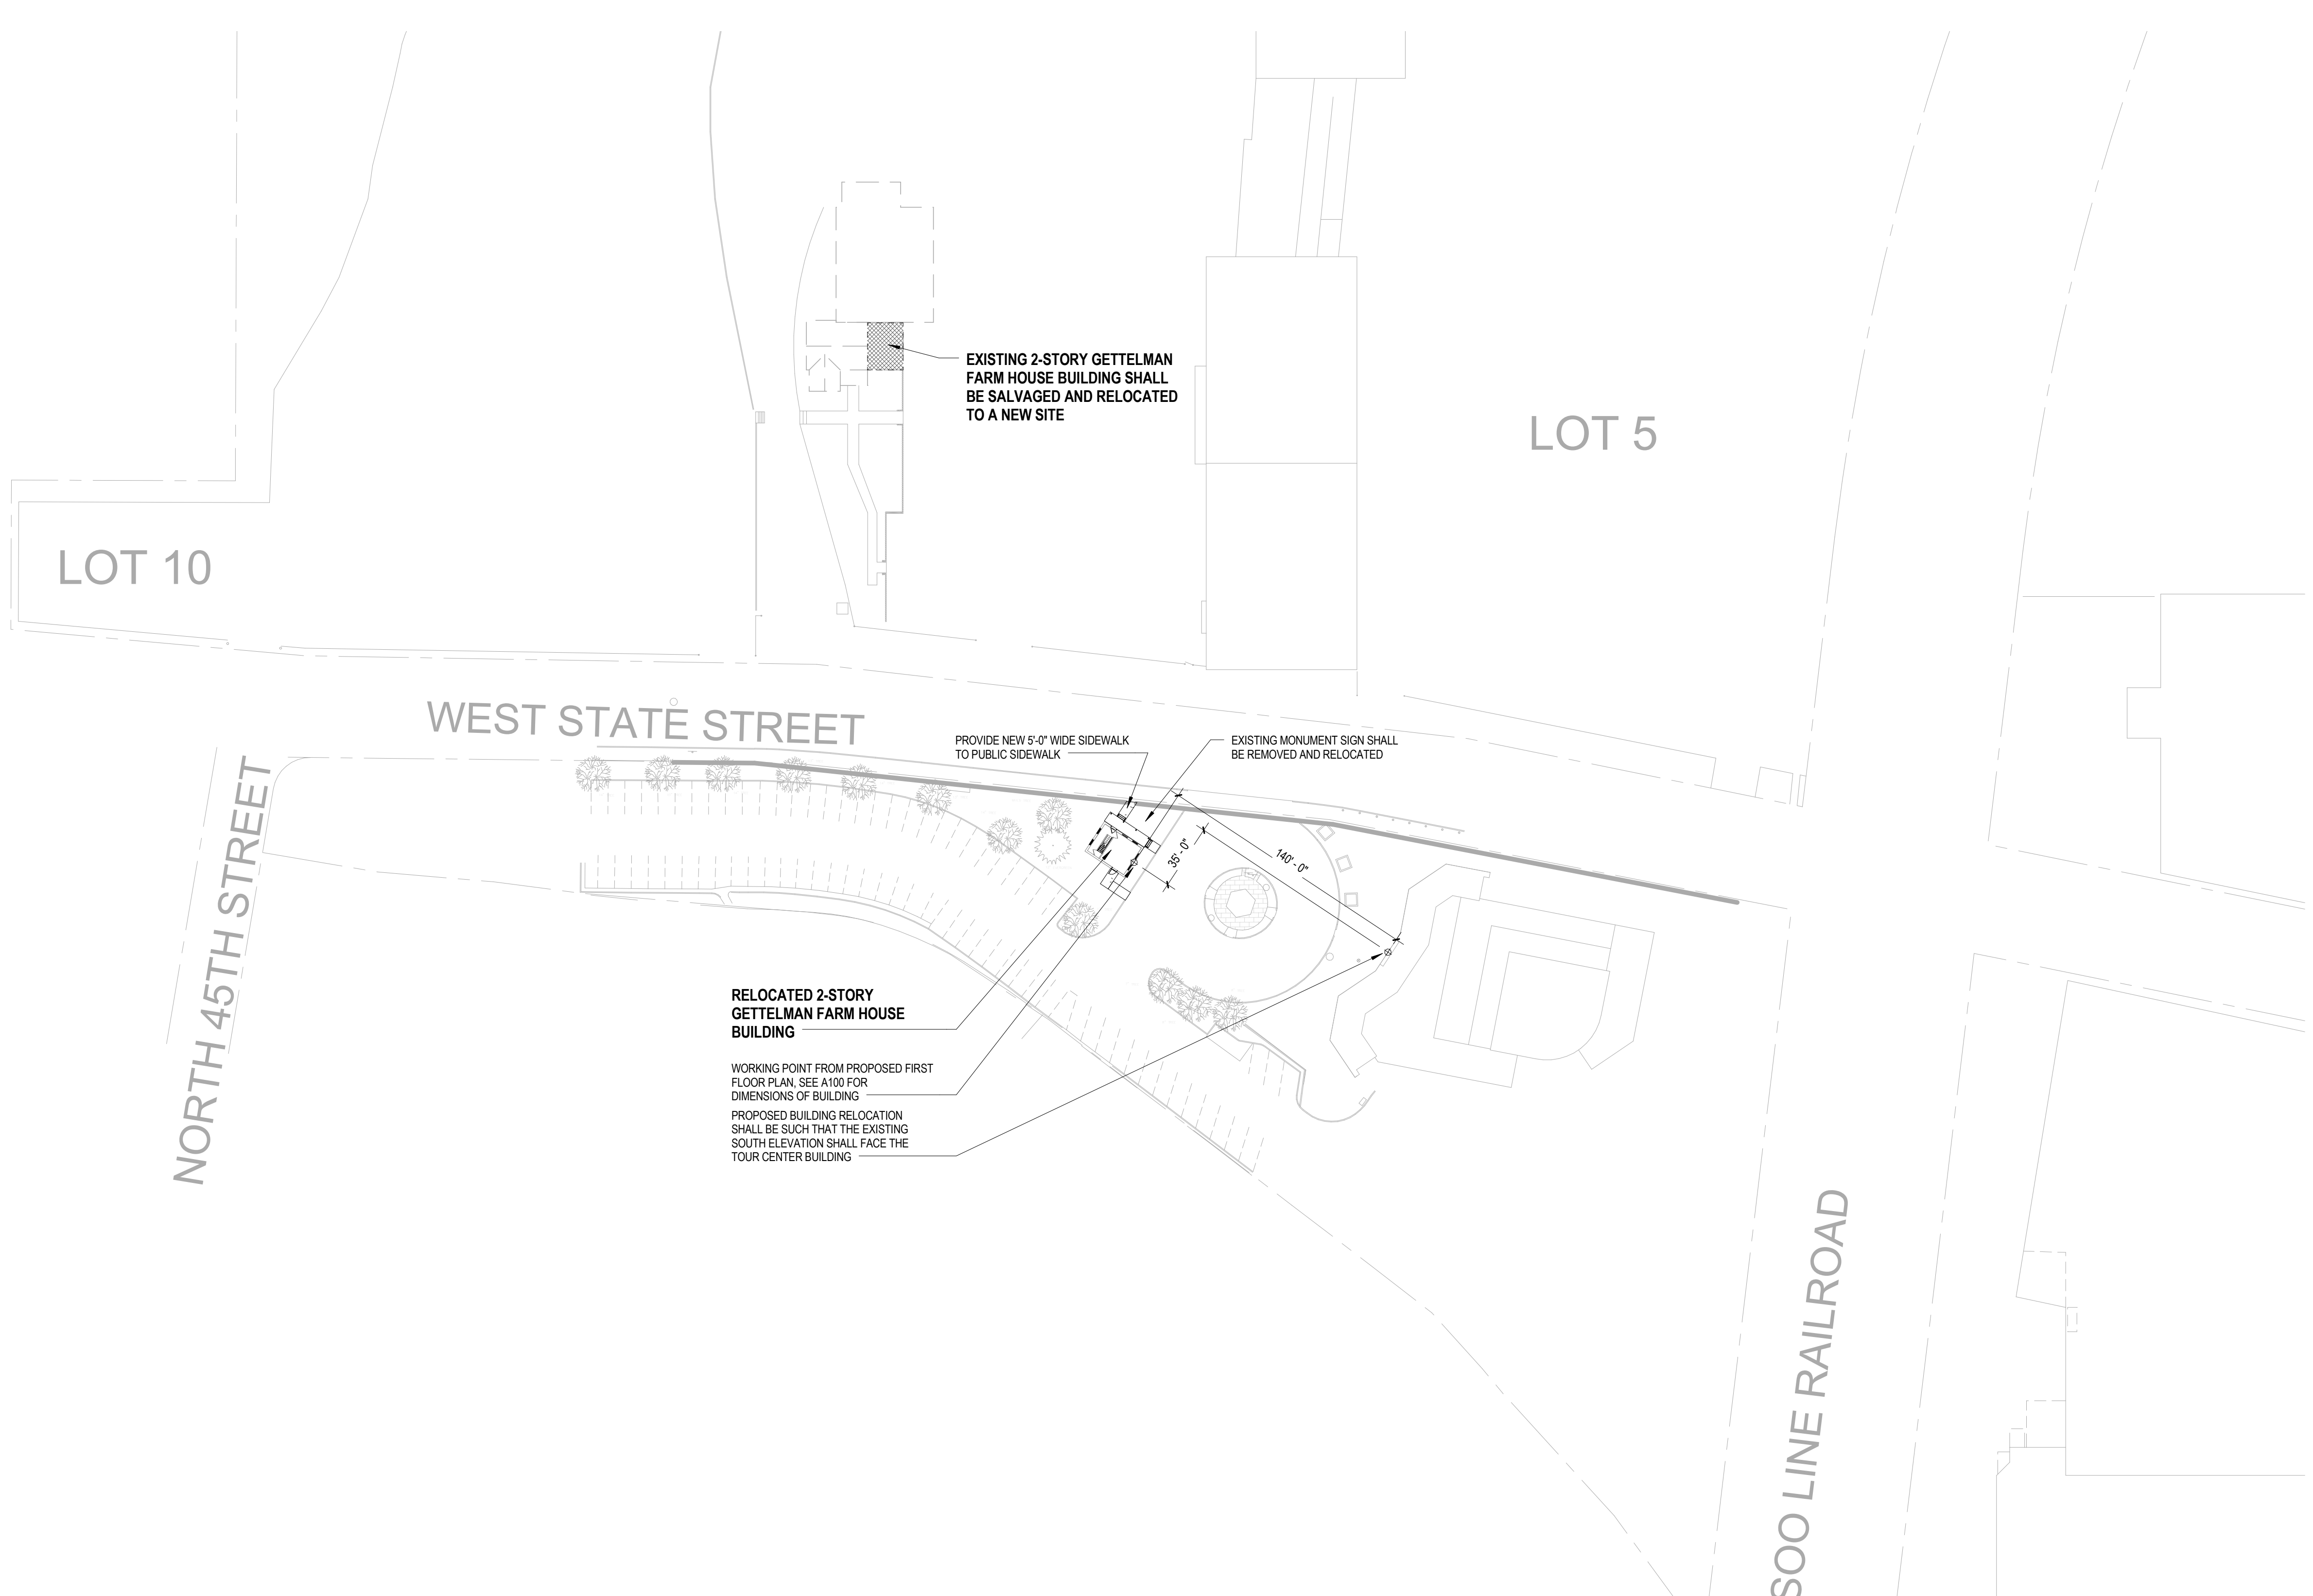 EXISTING 2-STORY GETTELMAN
FARM HOUSE BUILDING SHALL
BE SALVAGED AND RELOCATED
TO A NEW SITE
LOT 5
LOT 10
WEST STATE STREET
PROVIDE NEW 5'-0" WIDE SIDEWALK
TO PUBLIC SIDEWALK
EXISTING MONUMENT SIGN SHALL
BE REMOVED AND RELOCATED
35' - 0"
140' - 0"
NORTH 45TH STREET
RELOCATED 2-STORY
GETTELMAN FARM HOUSE
BUILDING
WORKING POINT FROM PROPOSED FIRST
FLOOR PLAN, SEE A100 FOR
DIMENSIONS OF BUILDING
PROPOSED BUILDING RELOCATION
SHALL BE SUCH THAT THE EXISTING
SOUTH ELEVATION SHALL FACE THE
TOUR CENTER BUILDING
SOO LINE RAILROAD